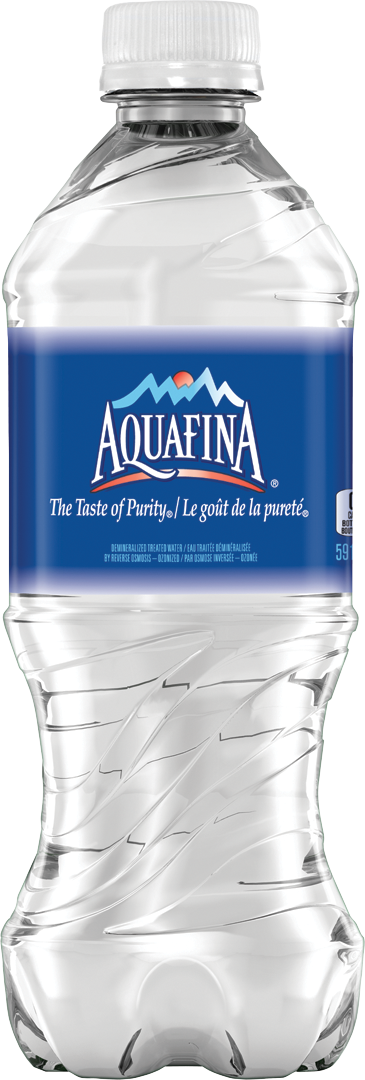 AQUAFINA®
The Taste of Purity® / Le goût de la pureté®
DEMINERALIZED TREATED WATER / EAU TRAITÉE DÉMINÉRALISÉE
BY REVERSE OSMOSIS – OZONIZED / PAR OSMOSE INVERSÉE – OZONÉE
591